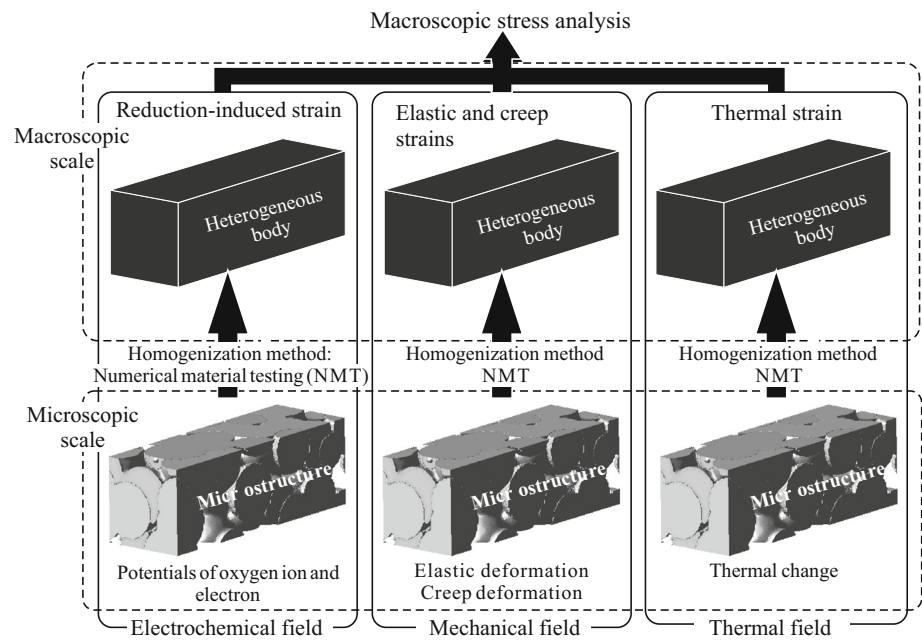 Macroscopic stress analysis
Macroscopic
scale
Reduction-induced strain
Heterogeneous
body
Elastic and creep
strains
Heterogeneous
body
Thermal strain
Heterogeneous
body
Homogenization method:
Numerical material testing (NMT)
Homogenization method
NMT
Homogenization method
NMT
Microscopic
scale
Micr ostructure
Potentials of oxygen ion and
electron
Micr ostructure
Elastic deformation
Creep deformation
Micr ostructure
Thermal change
Electrochemical field
Mechanical field
Thermal field